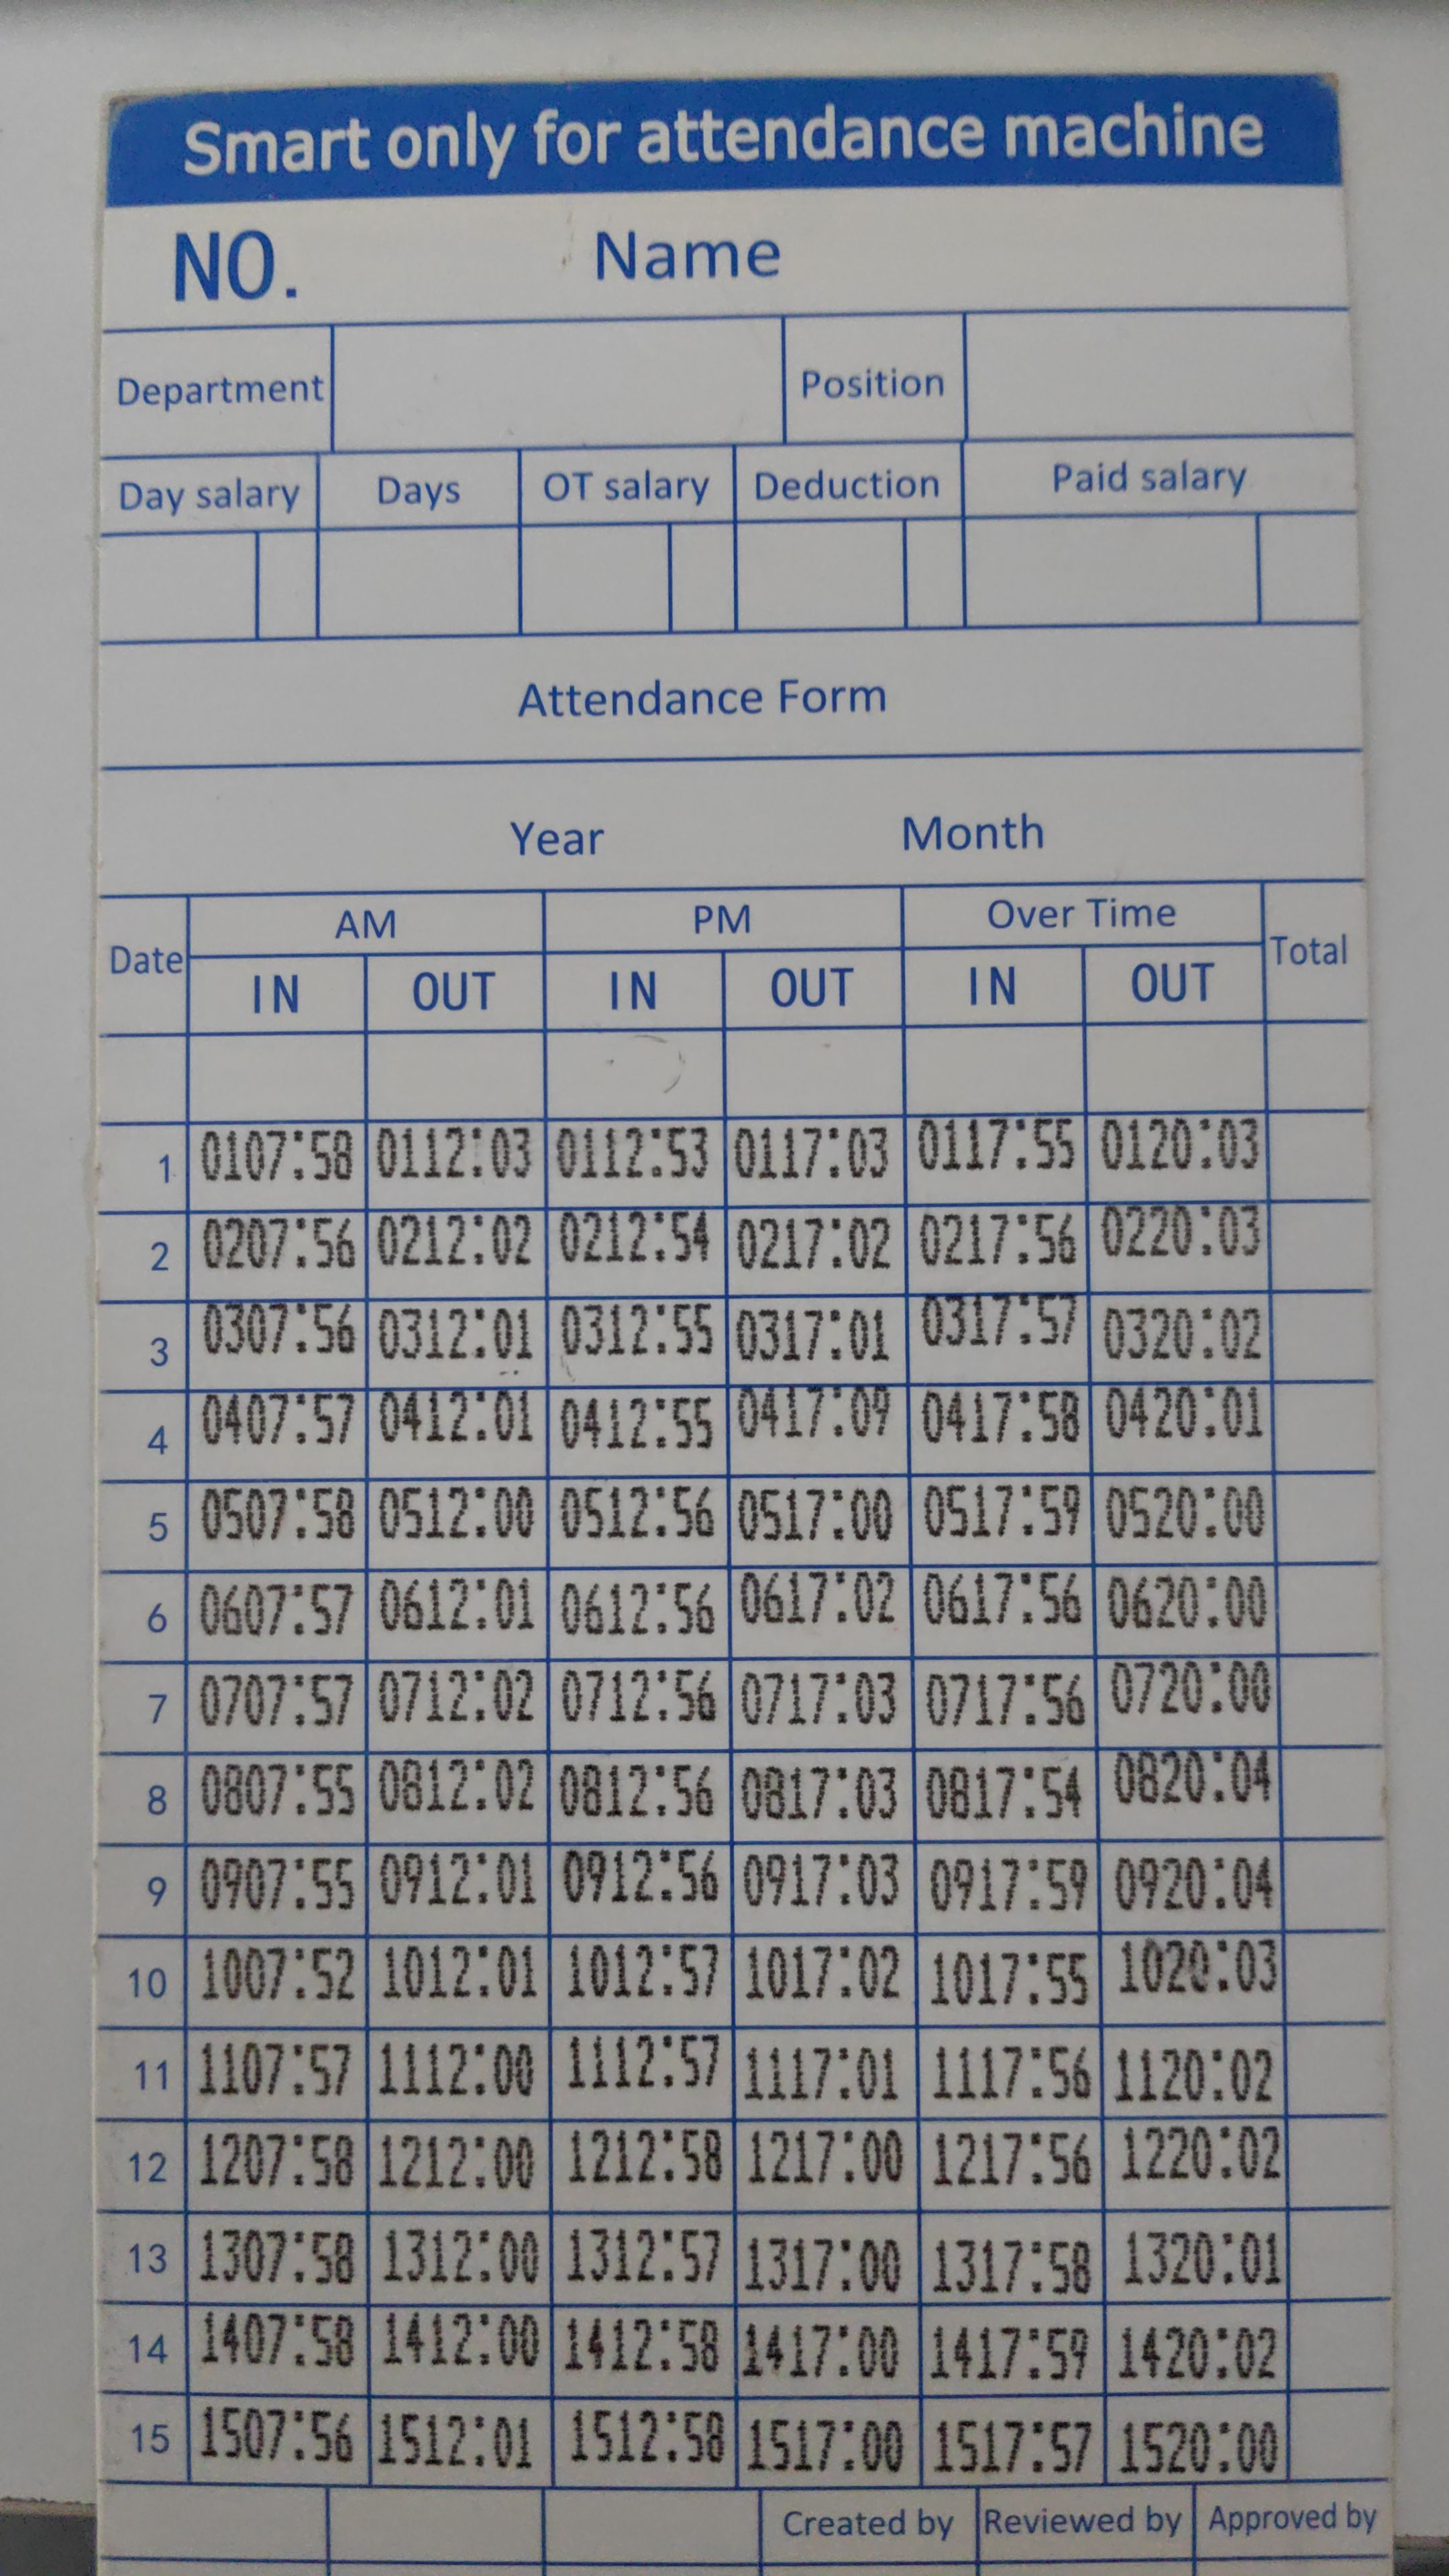 Smart only for attendance machine
NO. Name
Department Position
Day salary Days OT salary Deduction Paid salary
Attendance Form
Year Month
Date AM PM Over Time Total
IN OUT IN OUT IN OUT
1 0107:58 0112:03 0112:53 0117:03 0117:55 0120:03
2 0207:56 0212:02 0212:54 0217:02 0217:56 0220:03
3 0307:56 0312:01 0312:55 0317:01 0317:57 0320:02
4 0407:57 0412:01 0412:55 0417:09 0417:58 0420:01
5 0507:58 0512:00 0512:56 0517:00 0517:59 0520:00
6 0607:57 0612:01 0612:56 0617:02 0617:56 0620:00
7 0707:57 0712:02 0712:56 0717:03 0717:56 0720:00
8 0807:55 0812:02 0812:56 0817:03 0817:54 0820:04
9 0907:55 0912:01 0912:56 0917:03 0917:59 0920:04
10 1007:52 1012:01 1012:57 1017:02 1017:55 1020:03
11 1107:57 1112:00 1112:57 1117:01 1117:56 1120:02
12 1207:58 1212:00 1212:58 1217:00 1217:56 1220:02
13 1307:58 1312:00 1312:57 1317:00 1317:58 1320:01
14 1407:58 1412:00 1412:58 1417:00 1417:59 1420:02
15 1507:56 1512:01 1512:58 1517:00 1517:57 1520:00
Created by Reviewed by Approved by